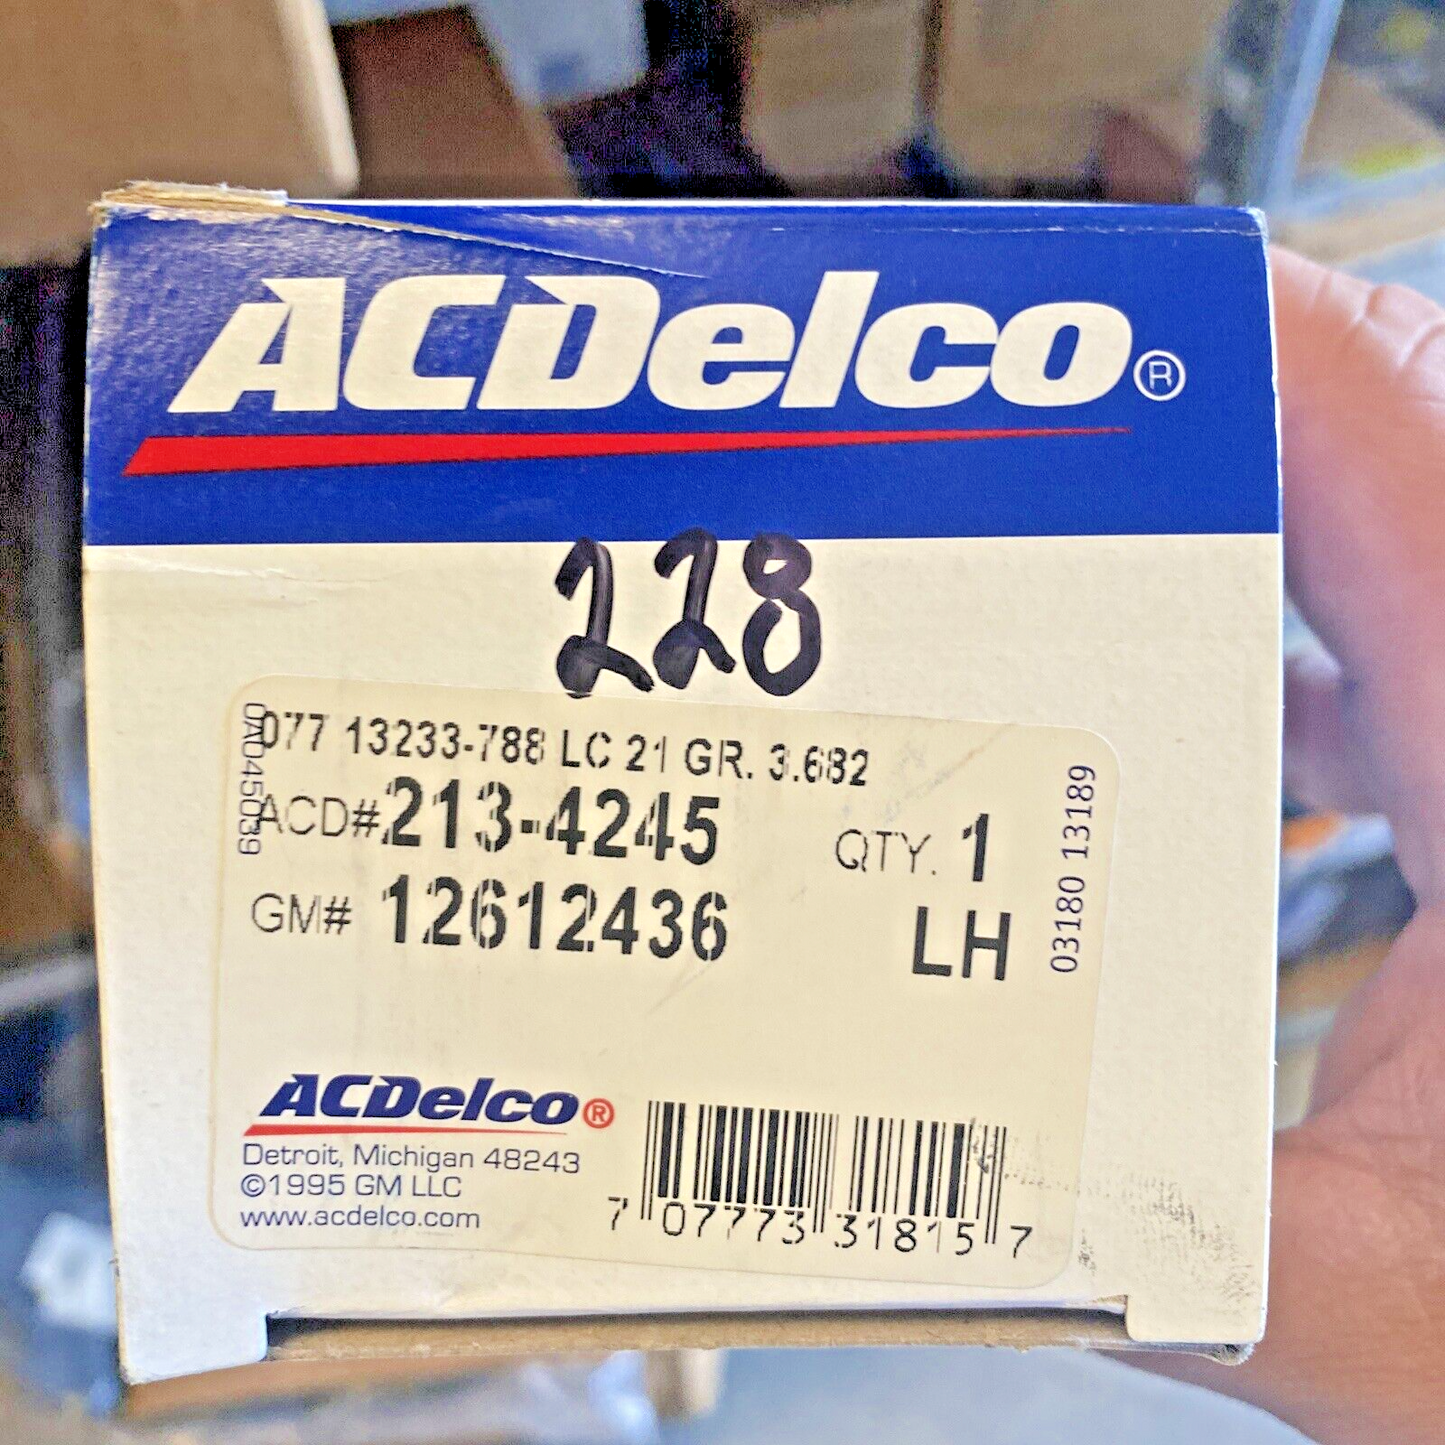 ACDelco®
228
077 13233-788 LC 21 GR. 3.682
0A045039
ACD# 213-4245
QTY. 1
GM# 12612436
LH
03180 13189
ACDelco®
Detroit, Michigan 48243
©1995 GM LLC
www.acdelco.com
7 07773 31815 7